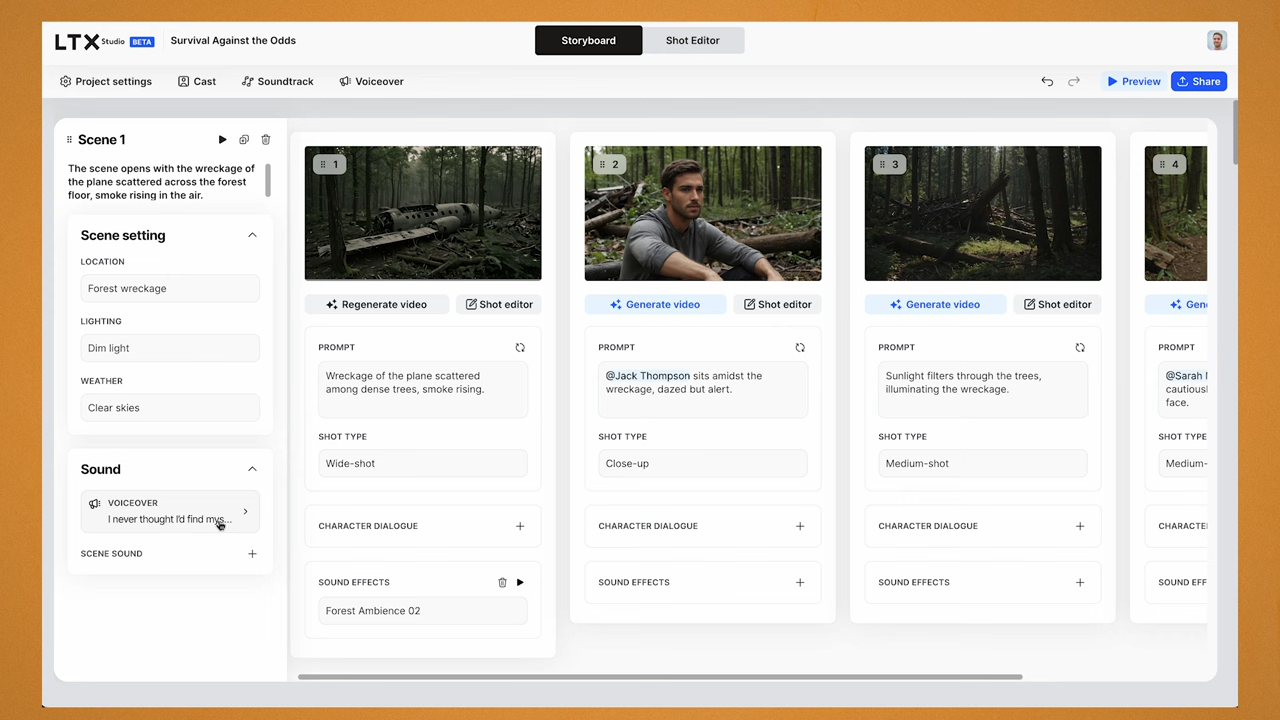 LTX Studio BETA
Survival Against the Odds
Storyboard
Shot Editor
Project settings
Cast
Soundtrack
Voiceover
Preview
Share
Scene 1
The scene opens with the wreckage of
the plane scattered across the forest
floor, smoke rising in the air.
Scene setting
LOCATION
Forest wreckage
LIGHTING
Dim light
WEATHER
Clear skies
Sound
VOICEOVER
I never thought I'd find mys...
SCENE SOUND
1
Regenerate video
Shot editor
PROMPT
Wreckage of the plane scattered
among dense trees, smoke rising.
SHOT TYPE
Wide-shot
CHARACTER DIALOGUE
SOUND EFFECTS
Forest Ambience 02
2
Generate video
Shot editor
PROMPT
@Jack Thompson sits amidst the
wreckage, dazed but alert.
SHOT TYPE
Close-up
CHARACTER DIALOGUE
SOUND EFFECTS
3
Generate video
Shot editor
PROMPT
Sunlight filters through the trees,
illuminating the wreckage.
SHOT TYPE
Medium-shot
CHARACTER DIALOGUE
SOUND EFFECTS
4
PROMPT
@Sarah
face.
SHOT TYPE
Medium-
SOUND EFF